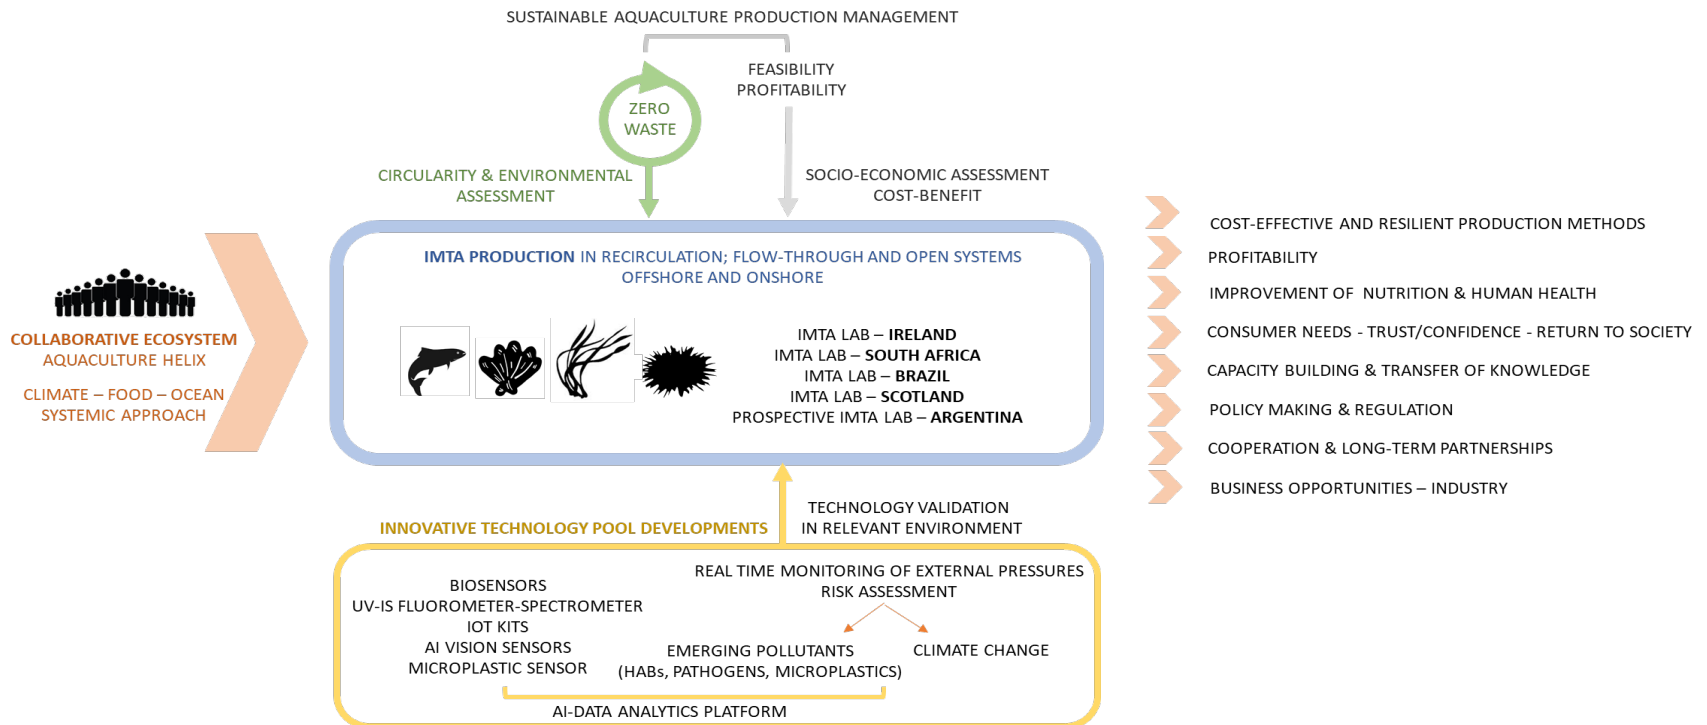 SUSTAINABLE AQUACULTURE PRODUCTION MANAGEMENT
FEASIBILITY
PROFITABILITY
ZERO
WASTE
CIRCULARITY & ENVIRONMENTAL
ASSESSMENT
SOCIO-ECONOMIC ASSESSMENT
COST-BENEFIT
COLLABORATIVE ECOSYSTEM
AQUACULTURE HELIX
CLIMATE – FOOD – OCEAN
SYSTEMIC APPROACH
IMTA PRODUCTION IN RECIRCULATION; FLOW-THROUGH AND OPEN SYSTEMS
OFFSHORE AND ONSHORE
IMTA LAB – IRELAND
IMTA LAB – SOUTH AFRICA
IMTA LAB – BRAZIL
IMTA LAB – SCOTLAND
PROSPECTIVE IMTA LAB – ARGENTINA
COST-EFFECTIVE AND RESILIENT PRODUCTION METHODS
PROFITABILITY
IMPROVEMENT OF NUTRITION & HUMAN HEALTH
CONSUMER NEEDS - TRUST/CONFIDENCE - RETURN TO SOCIETY
CAPACITY BUILDING & TRANSFER OF KNOWLEDGE
POLICY MAKING & REGULATION
COOPERATION & LONG-TERM PARTNERSHIPS
BUSINESS OPPORTUNITIES – INDUSTRY
INNOVATIVE TECHNOLOGY POOL DEVELOPMENTS
TECHNOLOGY VALIDATION
IN RELEVANT ENVIRONMENT
BIOSENSORS
UV-IS FLUOROMETER-SPECTROMETER
IOT KITS
AI VISION SENSORS
MICROPLASTIC SENSOR
REAL TIME MONITORING OF EXTERNAL PRESSURES
RISK ASSESSMENT
EMERGING POLLUTANTS
(HABs, PATHOGENS, MICROPLASTICS)
CLIMATE CHANGE
AI-DATA ANALYTICS PLATFORM